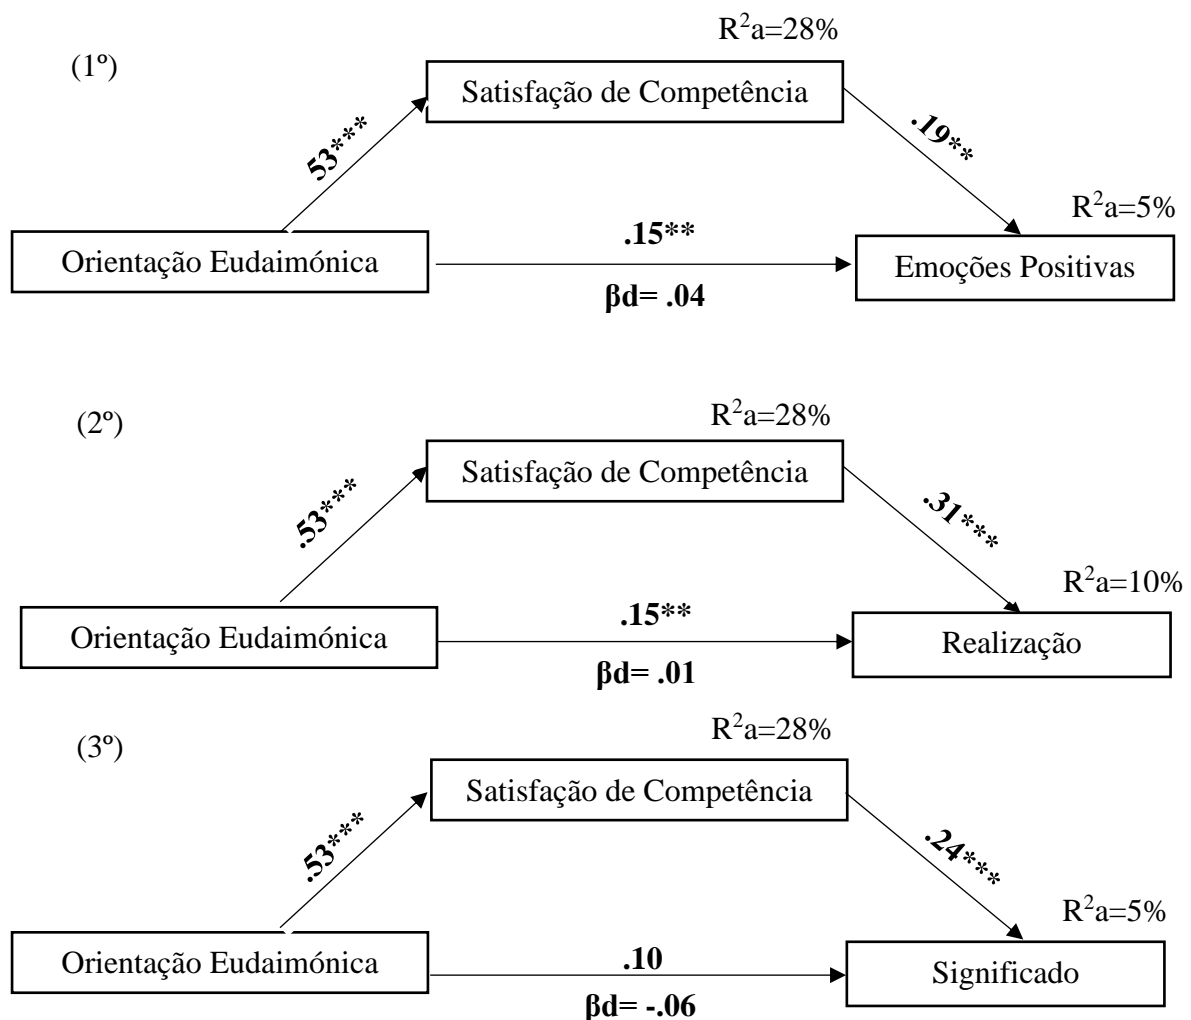 R²a=28%
(1º)
Satisfação de Competência
53***
.19**
R²a=5%
.15**
Orientação Eudaimónica
Emoções Positivas
βd= .04
R²a=28%
(2º)
Satisfação de Competência
.53***
.31***
R²a=10%
.15**
Orientação Eudaimónica
Realização
βd= .01
R²a=28%
(3º)
Satisfação de Competência
.53***
.24***
R²a=5%
.10
Orientação Eudaimónica
Significado
βd= -.06